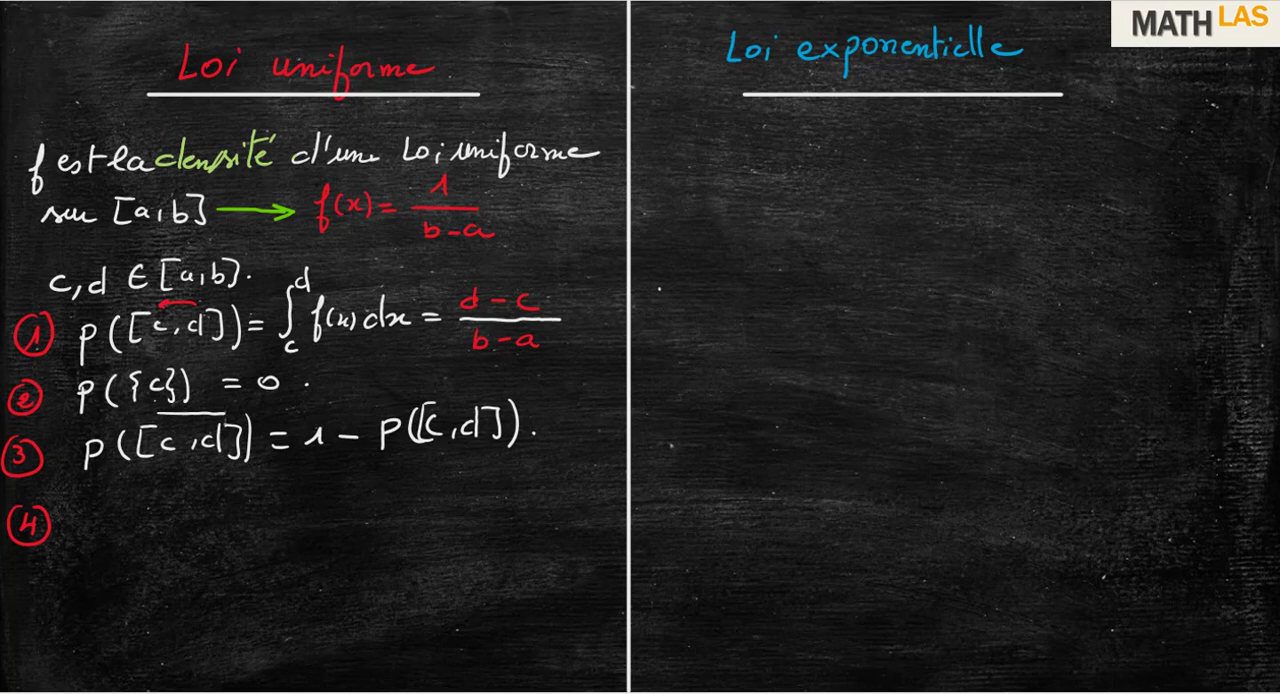 MATH LAS
Loi uniforme
f est la densité d'une Loi uniforme
sur [a,b] → f(x) = 1/(b-a)
c,d ∈ [a,b].
① P([c,d]) = ∫_c^d f(x) dx = (d-c)/(b-a)
② P({c}) = 0.
③ P(\overline{[c,d]}) = 1 - P([c,d]).
④
Loi exponentielle